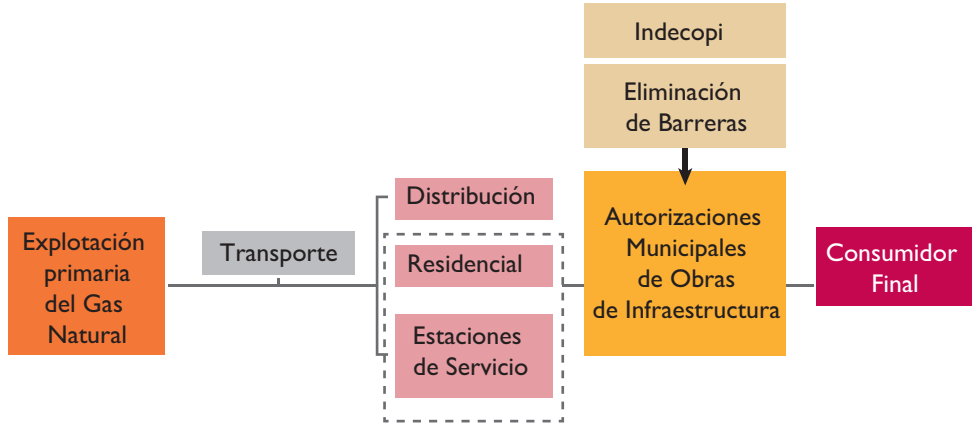 Indecopi
Eliminación
de Barreras
Explotación
primaria
del Gas
Natural
Transporte
Distribución
Residencial
Estaciones
de Servicio
Autorizaciones
Municipales
de Obras
de Infraestructura
Consumidor
Final